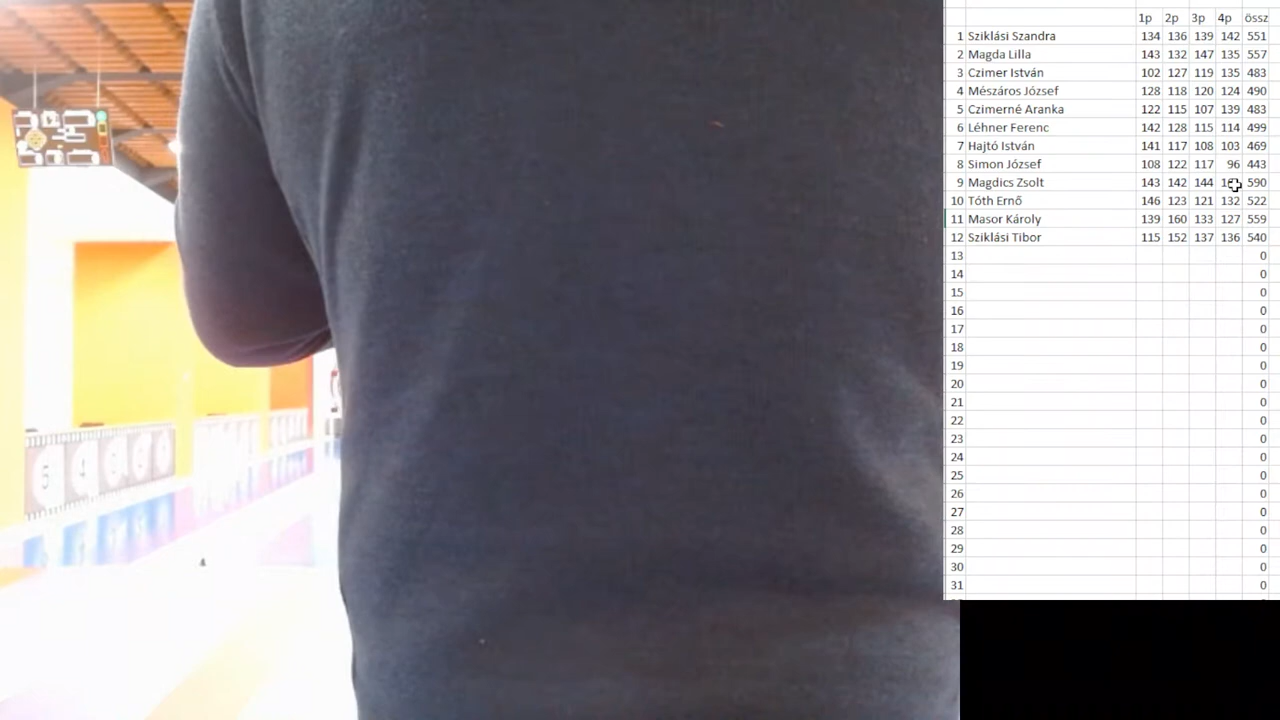 1p 2p 3p 4p össz
1 Sziklási Szandra 134 136 139 142 551
2 Magda Lilla 143 132 147 135 557
3 Czimer István 102 127 119 135 483
4 Mészáros József 128 118 120 124 490
5 Czimerné Aranka 122 115 107 139 483
6 Léhner Ferenc 142 128 115 114 499
7 Hajtó István 141 117 108 103 469
8 Simon József 108 122 117 96 443
9 Magdics Zsolt 143 142 144 590
10 Tóth Ernő 146 123 121 132 522
11 Masor Károly 139 160 133 127 559
12 Sziklási Tibor 115 152 137 136 540
13 0
14 0
15 0
16 0
17 0
18 0
19 0
20 0
21 0
22 0
23 0
24 0
25 0
26 0
27 0
28 0
29 0
30 0
31 0
5 4